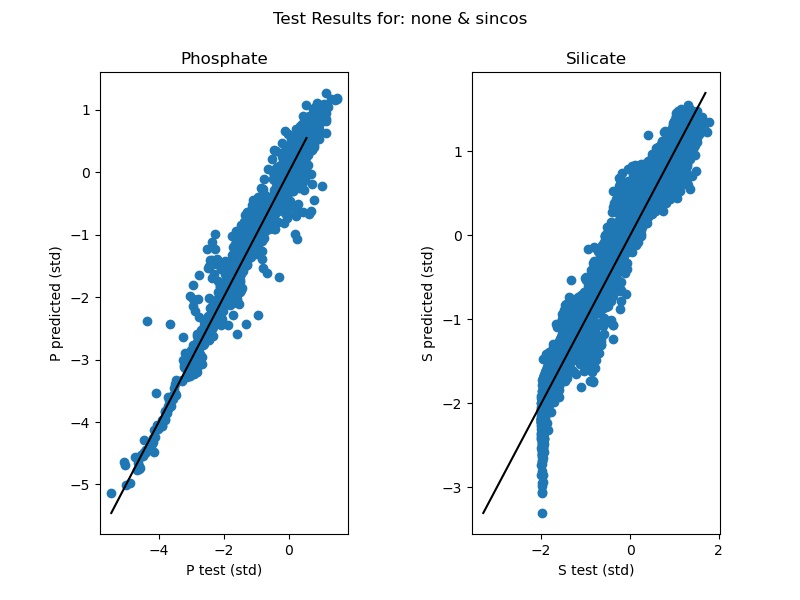 Test Results for: none & sincos
Phosphate
Silicate
1
0
−1
−2
−3
−4
−5
P predicted (std)
−4
−2
0
P test (std)
1
0
−1
−2
−3
S predicted (std)
−2
0
2
S test (std)